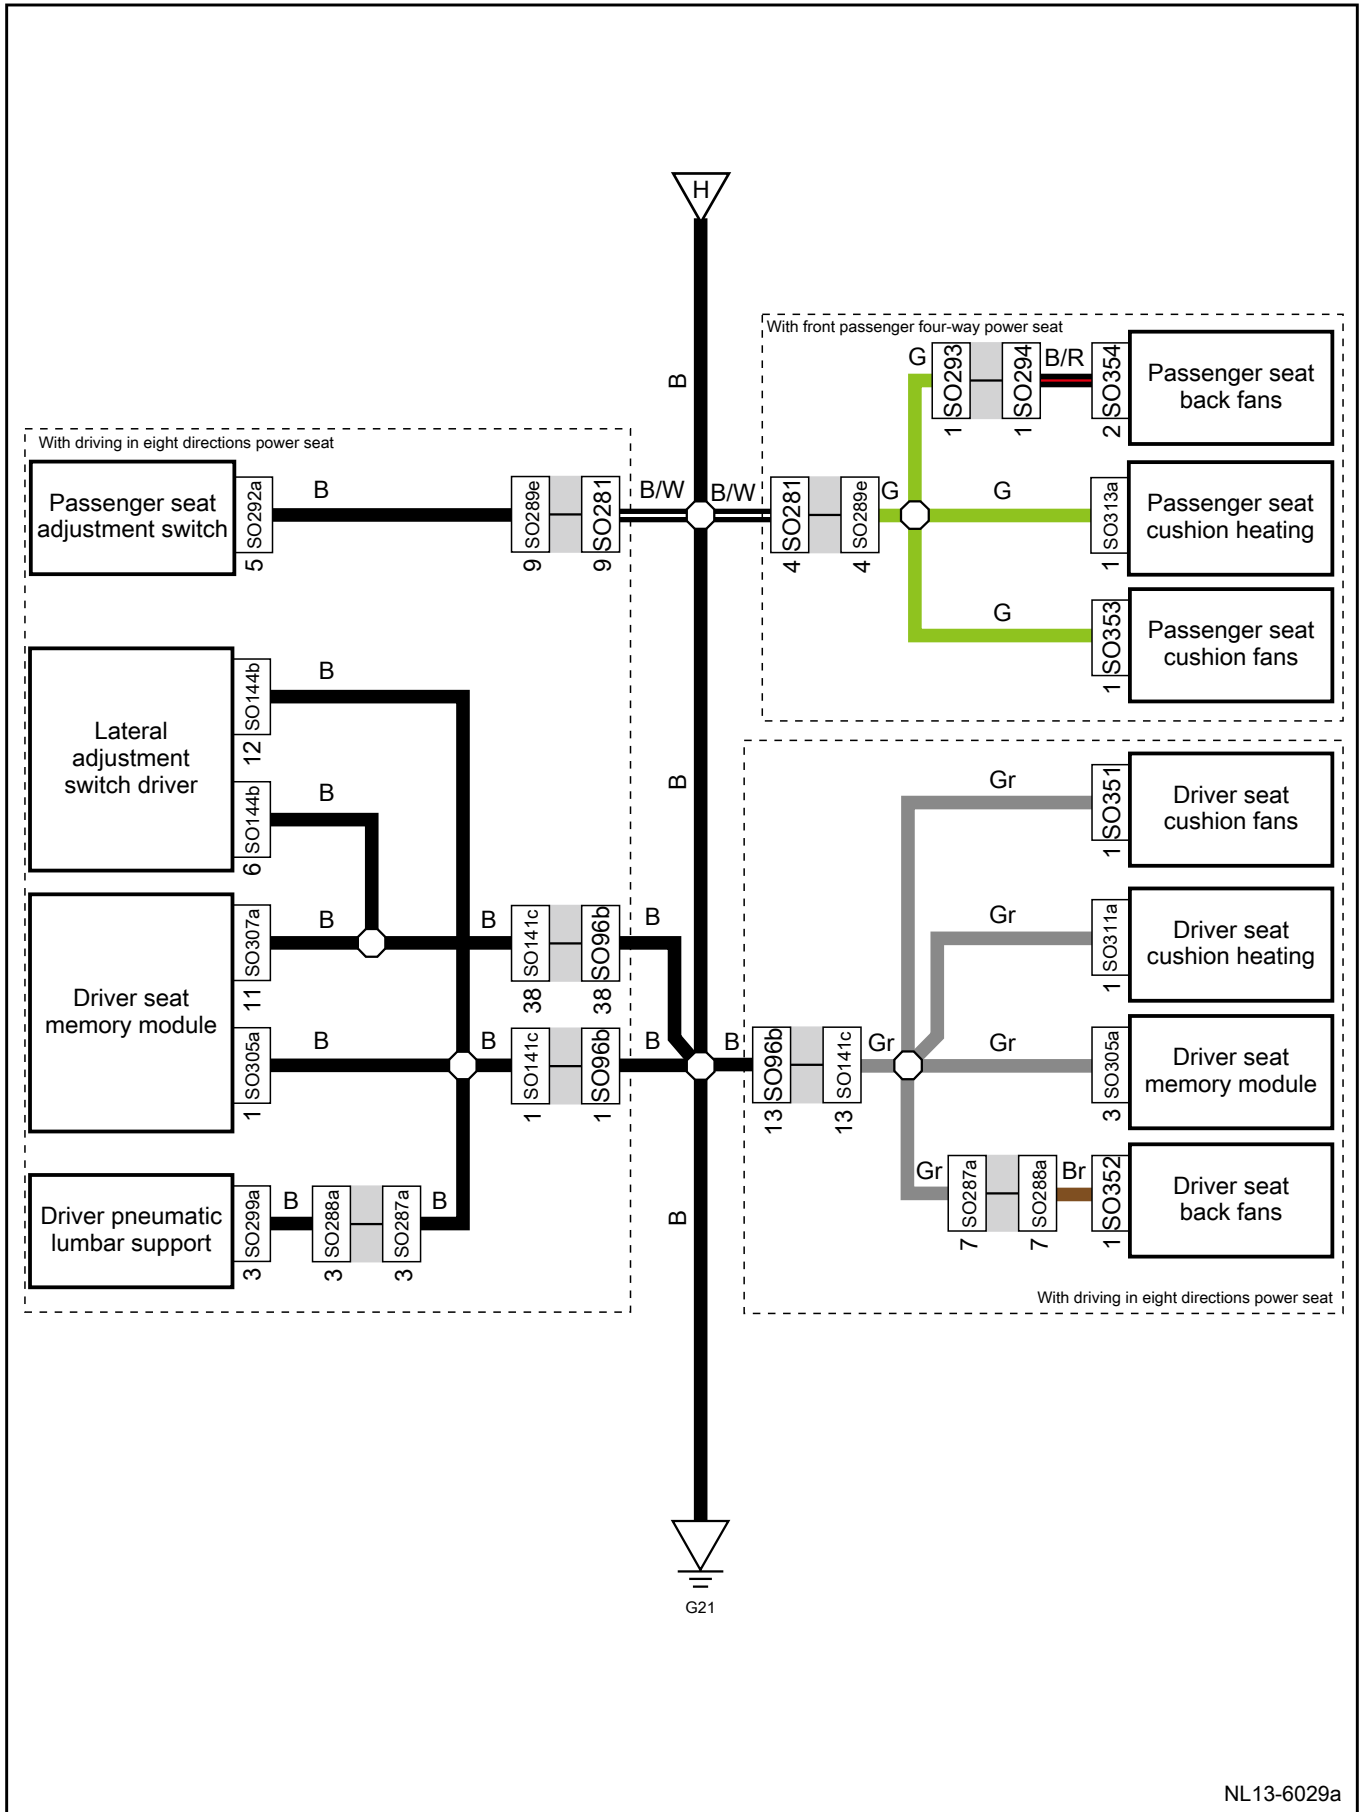 H
B
With front passenger four-way power seat
G
SO293
1
SO294
1
B/R
SO354
2
Passenger seat
back fans
With driving in eight directions power seat
Passenger seat
adjustment switch
SO292a
5
B
SO289e
9
SO281
9
B/W
B/W
SO281
4
SO289e
4
G
G
SO313a
1
Passenger seat
cushion heating
G
SO353
1
Passenger seat
cushion fans
Lateral
adjustment
switch driver
SO144b
12
B
SO144b
6
B
B
Gr
SO351
1
Driver seat
cushion fans
Driver seat
memory module
SO307a
11
B
B
SO141c
38
SO96b
38
B
Gr
SO311a
1
Driver seat
cushion heating
SO305a
1
B
B
SO141c
1
SO96b
1
B
B
SO96b
13
SO141c
13
Gr
Gr
SO305a
3
Driver seat
memory module
Driver pneumatic
lumbar support
SO299a
3
B
SO288a
3
SO287a
3
B
B
Gr
SO287a
7
SO288a
7
Br
SO352
1
Driver seat
back fans
With driving in eight directions power seat
G21
NL13-6029a